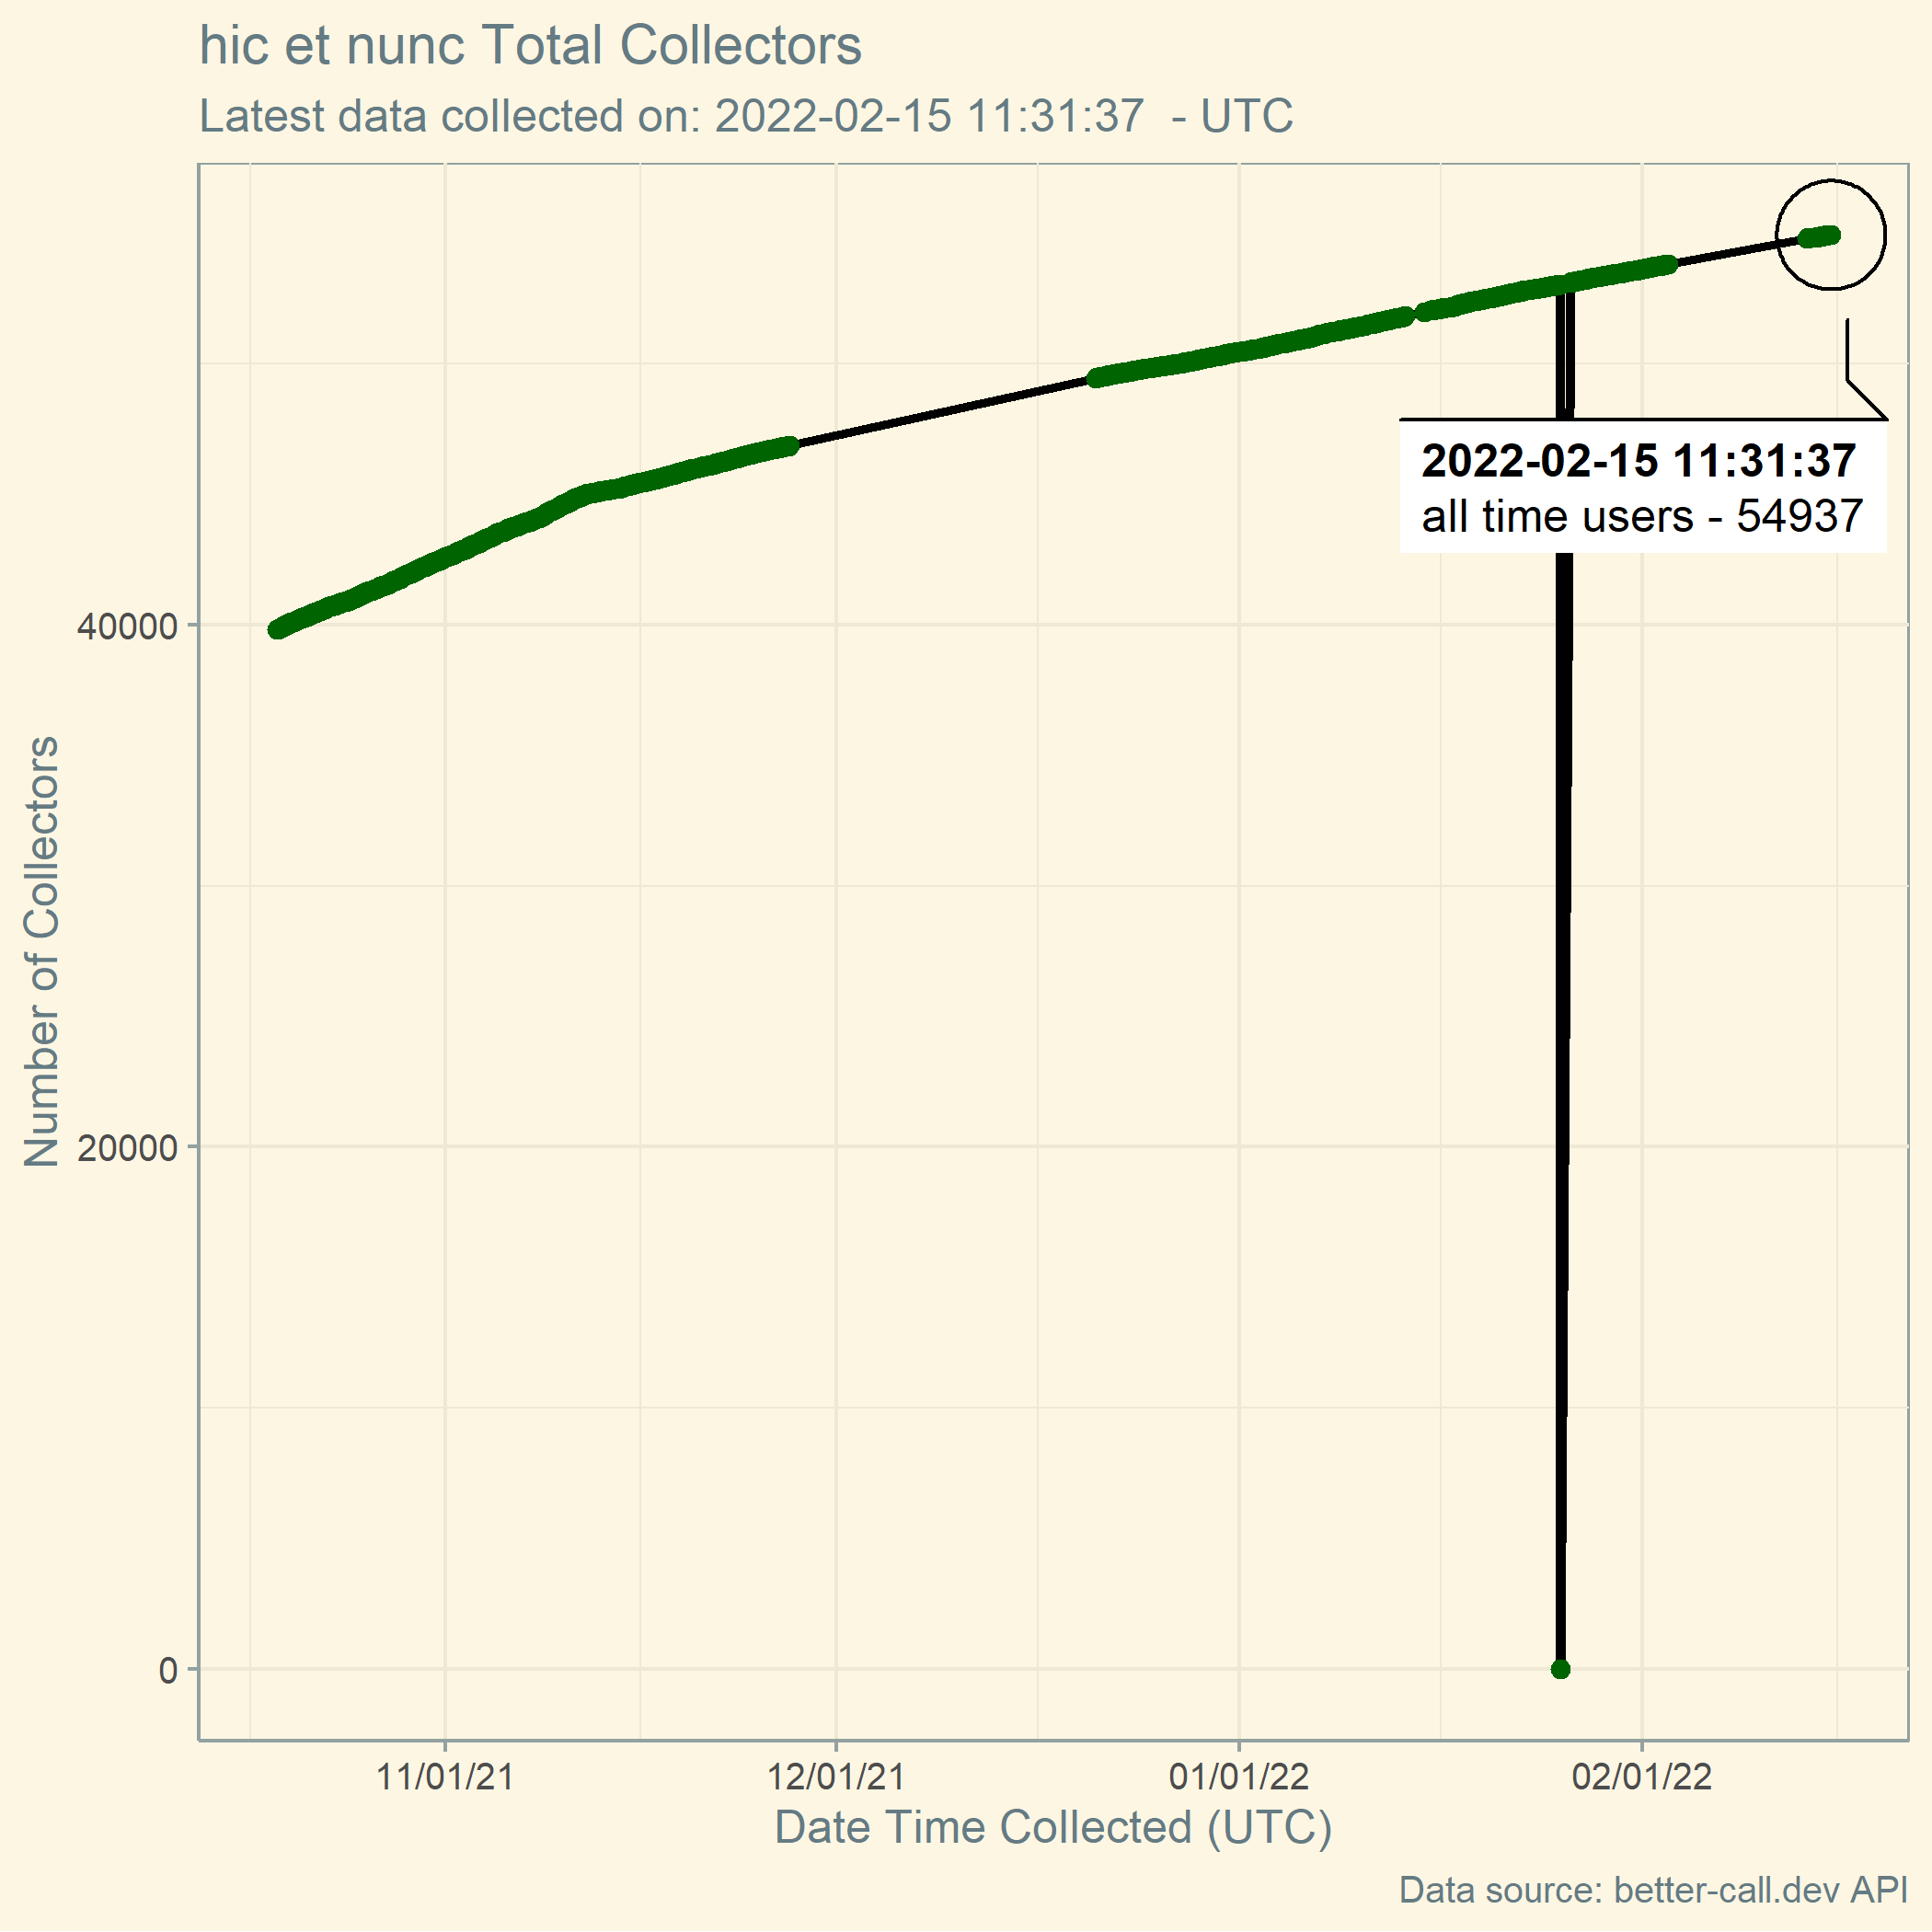 hic et nunc Total Collectors
Latest data collected on: 2022-02-15 11:31:37  - UTC
2022-02-15 11:31:37
all time users - 54937
Number of Collectors
40000
20000
0
11/01/21
12/01/21
01/01/22
02/01/22
Date Time Collected (UTC)
Data source: better-call.dev API